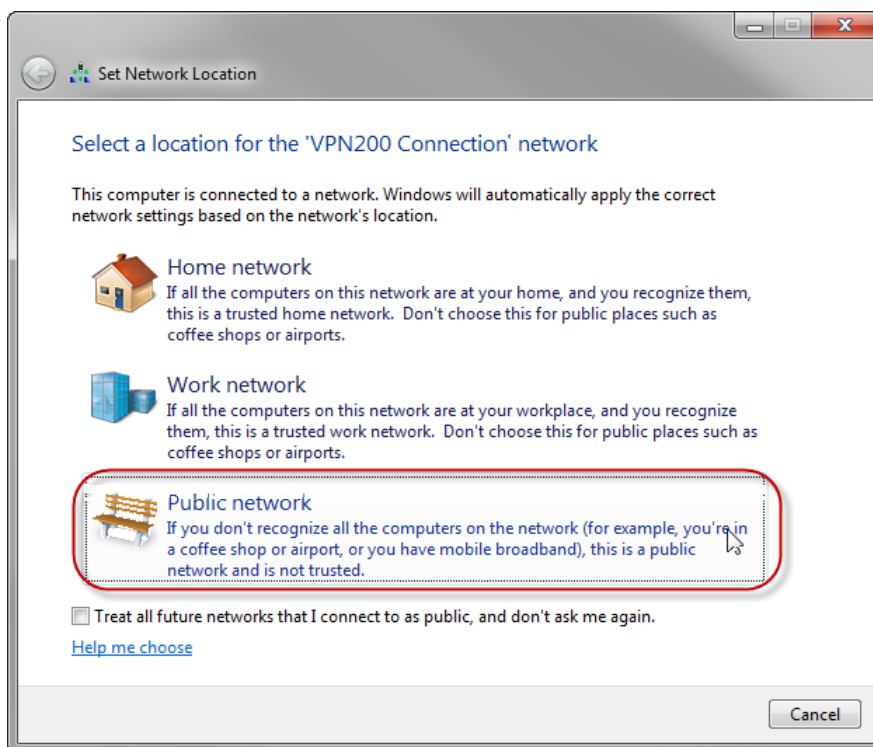 Set Network Location
Select a location for the 'VPN200 Connection' network
This computer is connected to a network. Windows will automatically apply the correct
network settings based on the network's location.
Home network
If all the computers on this network are at your home, and you recognize them,
this is a trusted home network.  Don't choose this for public places such as
coffee shops or airports.
Work network
If all the computers on this network are at your workplace, and you recognize
them, this is a trusted work network.  Don't choose this for public places such as
coffee shops or airports.
Public network
If you don't recognize all the computers on the network (for example, you're in
a coffee shop or airport, or you have mobile broadband), this is a public
network and is not trusted.
Treat all future networks that I connect to as public, and don't ask me again.
Help me choose
Cancel